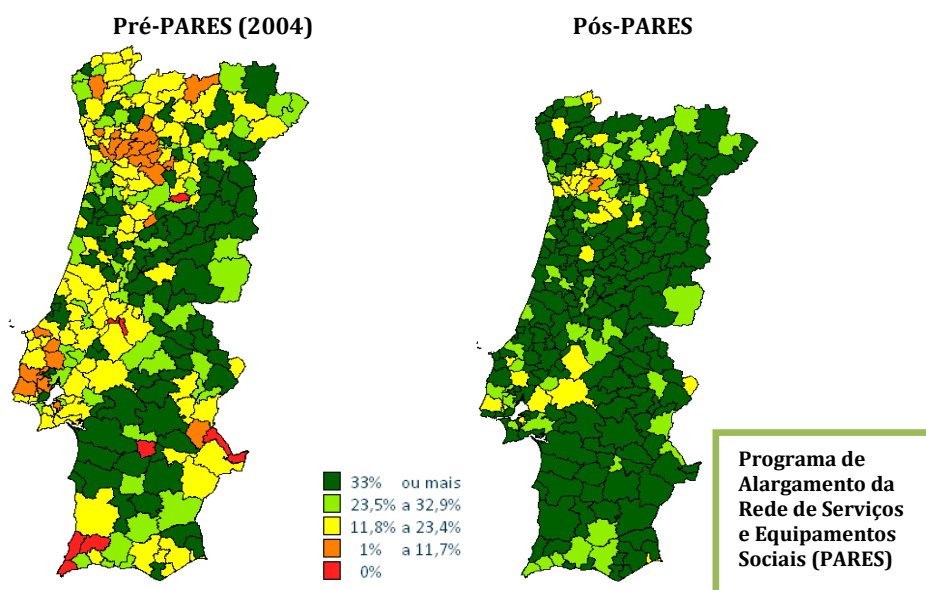 Pré-PARES (2004)
Pós-PARES
33% ou mais
23,5% a 32,9%
11,8% a 23,4%
1% a 11,7%
0%
Programa de
Alargamento da
Rede de Serviços
e Equipamentos
Sociais (PARES)